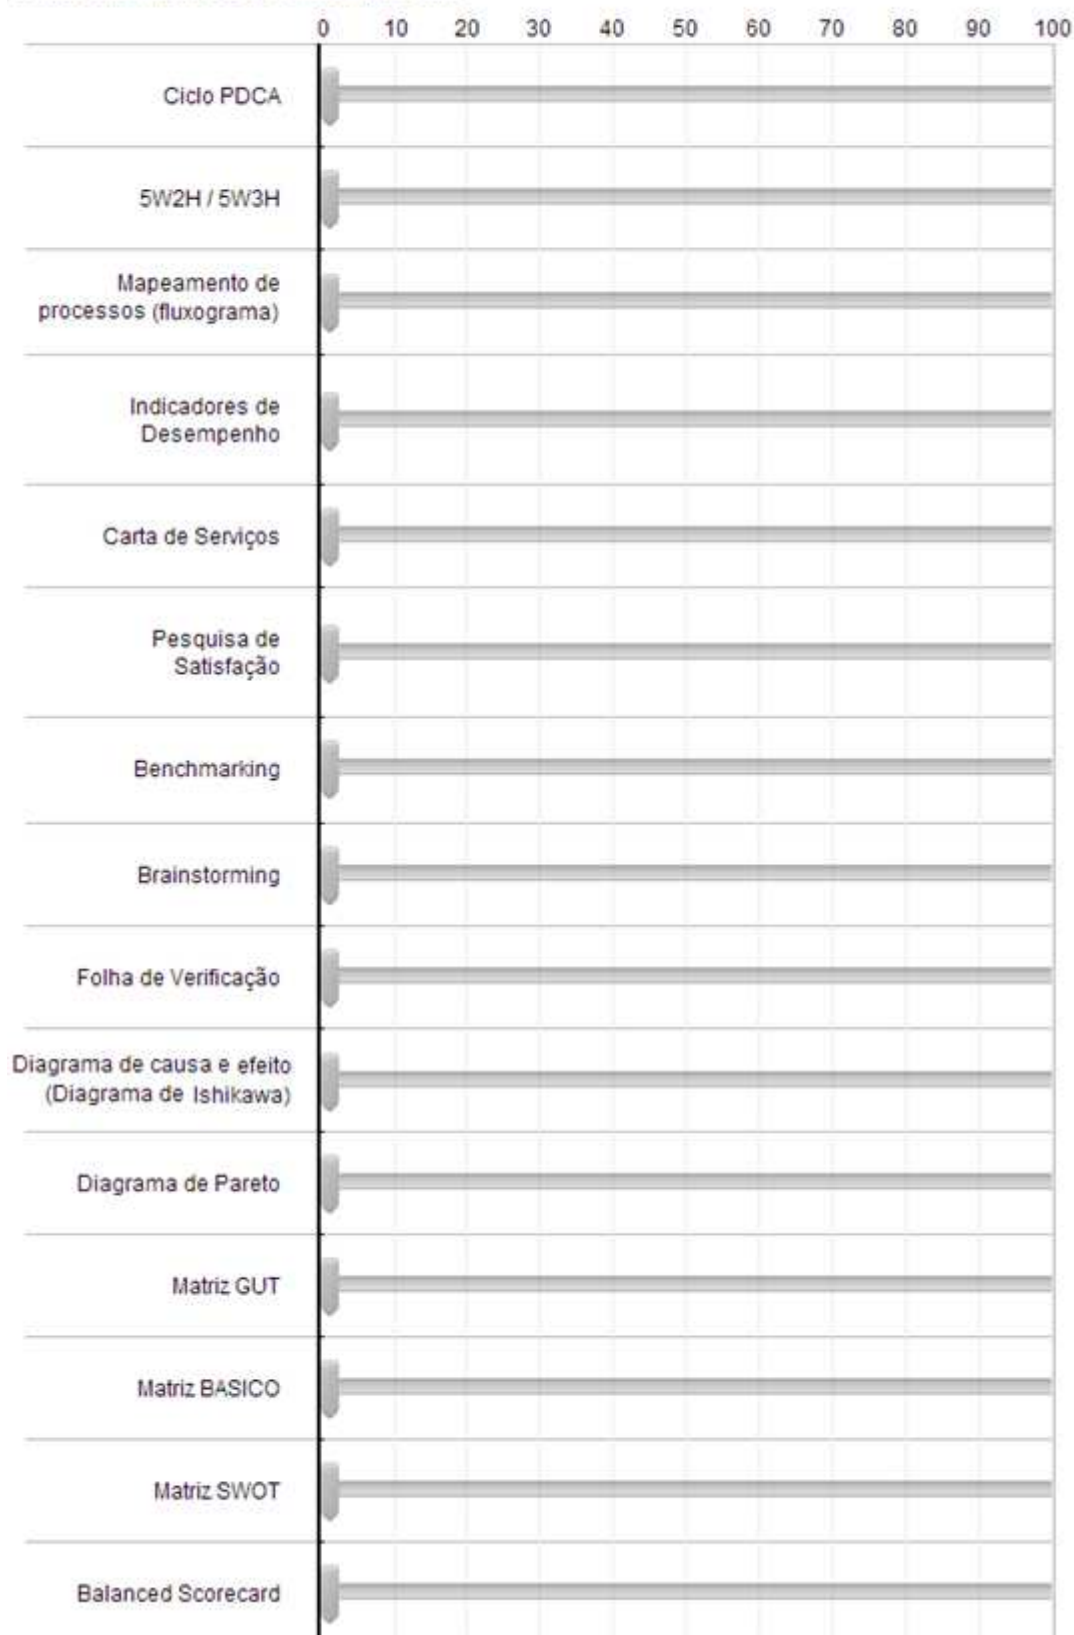 0 10 20 30 40 50 60 70 80 90 100
Ciclo PDCA
5W2H / 5W3H
Mapeamento de
processos (fluxograma)
Indicadores de
Desempenho
Carta de Serviços
Pesquisa de
Satisfação
Benchmarking
Brainstorming
Folha de Verificação
Diagrama de causa e efeito
(Diagrama de Ishikawa)
Diagrama de Pareto
Matriz GUT
Matriz BASICO
Matriz SWOT
Balanced Scorecard